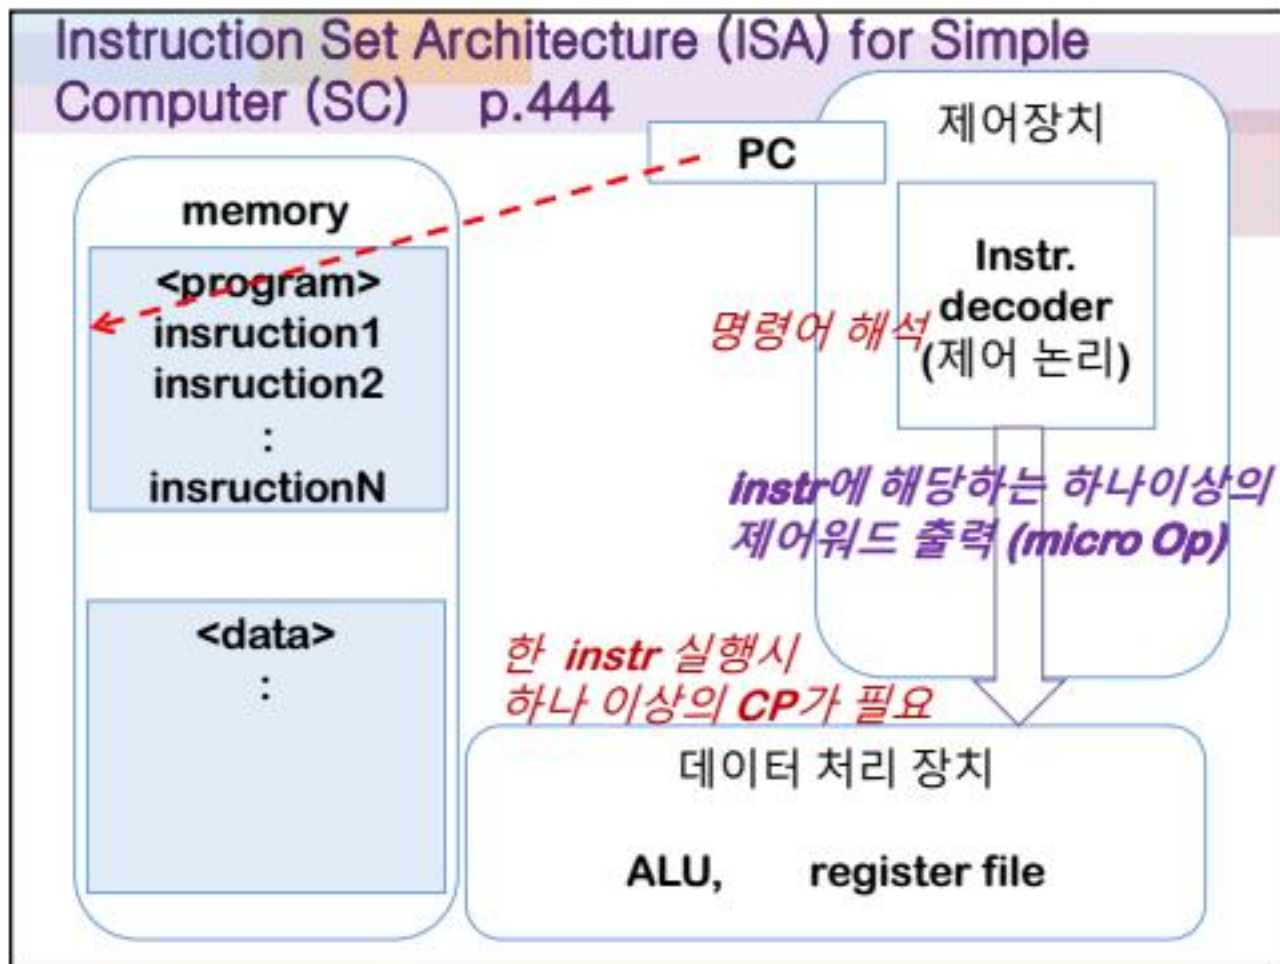 Instruction Set Architecture (ISA) for Simple
Computer (SC) p.444
제어장치
PC
memory
<program>
insruction1
insruction2
:
insructionN
Instr.
decoder
(제어 논리)
명령어 해석
instr에 해당하는 하나이상의
제어워드 출력 (micro Op)
<data>
:
한 instr 실행시
하나 이상의 CP가 필요
데이터 처리 장치
ALU, register file